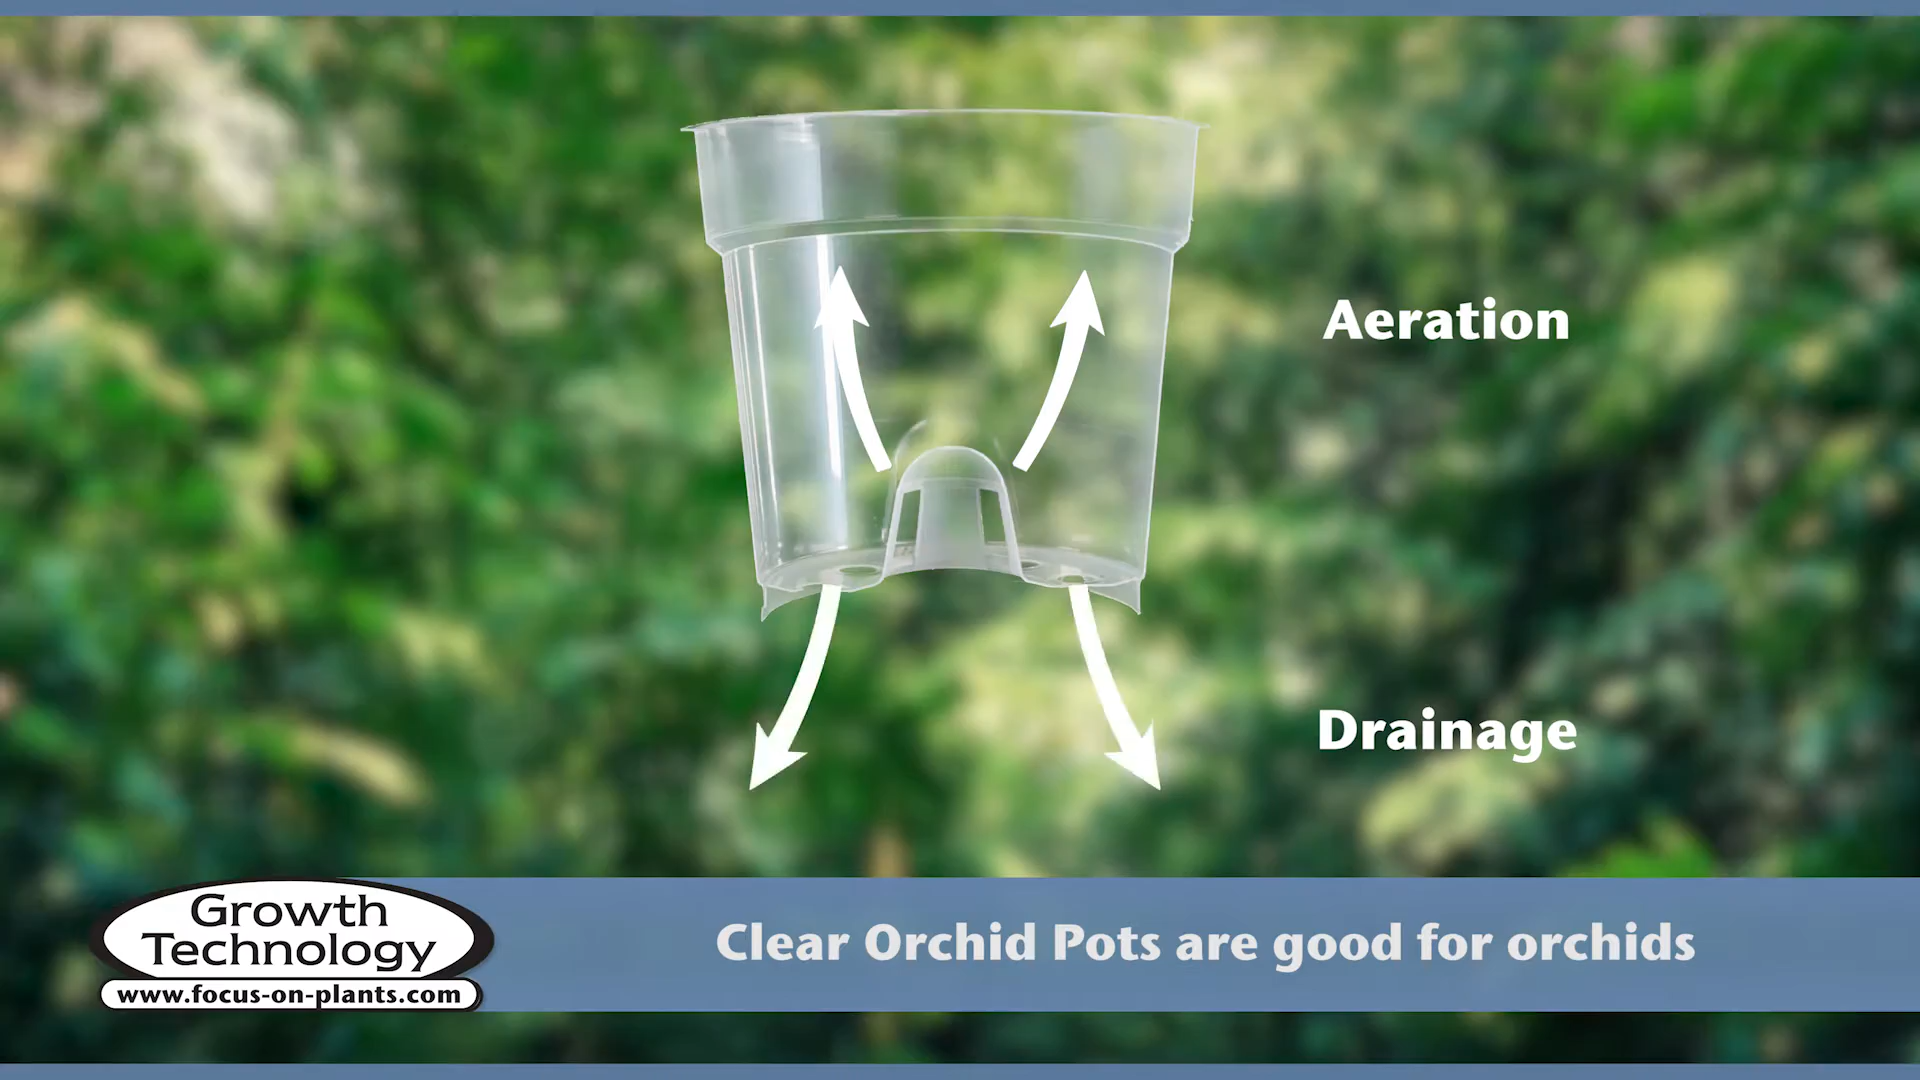 Aeration
Drainage
Growth
Technology
www.focus-on-plants.com
Clear Orchid Pots are good for orchids